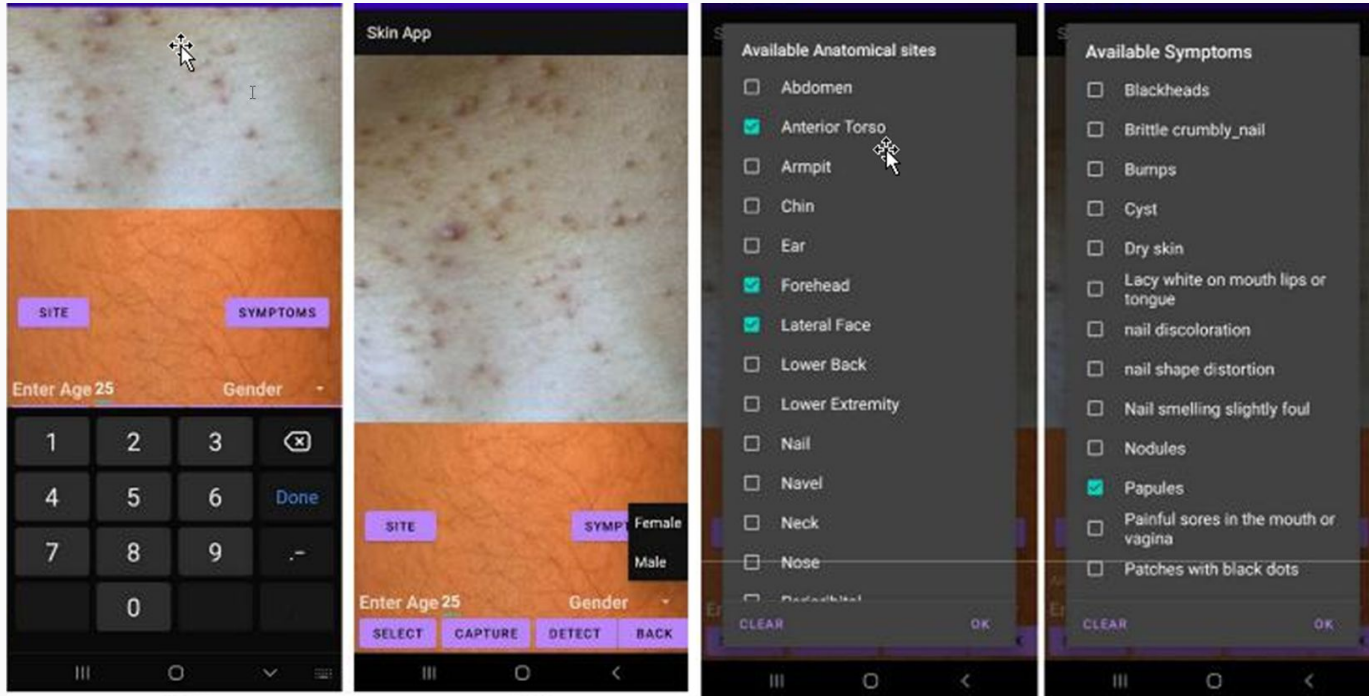 SITE
SYMPTOMS
Enter Age 25
Gender
1 2 3
4 5 6 Done
7 8 9 .-
0
Skin App
SITE
Female
Male
Enter Age 25
Gender
SELECT CAPTURE DETECT BACK
Available Anatomical sites
Abdomen
Anterior Torso
Armpit
Chin
Ear
Forehead
Lateral Face
Lower Back
Lower Extremity
Nail
Navel
Neck
Nose
CLEAR OK
Available Symptoms
Blackheads
Brittle crumbly_nail
Bumps
Cyst
Dry skin
Lacy white on mouth lips or
tongue
nail discoloration
nail shape distortion
Nail smelling slightly foul
Nodules
Papules
Painful sores in the mouth or
vagina
Patches with black dots
CLEAR OK